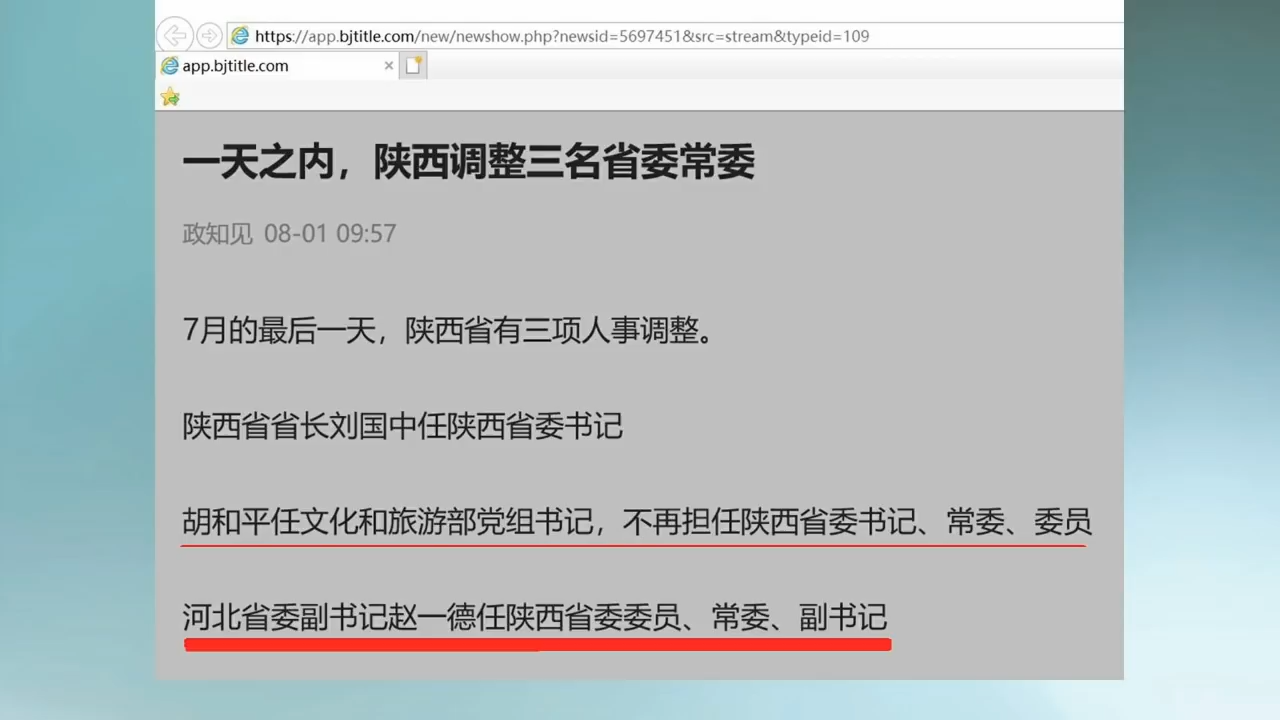 https://app.bjtitle.com/new/newshow.php?newsid=5697451&src=stream&typeid=109
app.bjtitle.com
一天之内，陕西调整三名省委常委
政知见 08-01 09:57
7月的最后一天，陕西省有三项人事调整。
陕西省省长刘国中任陕西省委书记
胡和平任文化和旅游部党组书记，不再担任陕西省委书记、常委、委员
河北省委副书记赵一德任陕西省委委员、常委、副书记